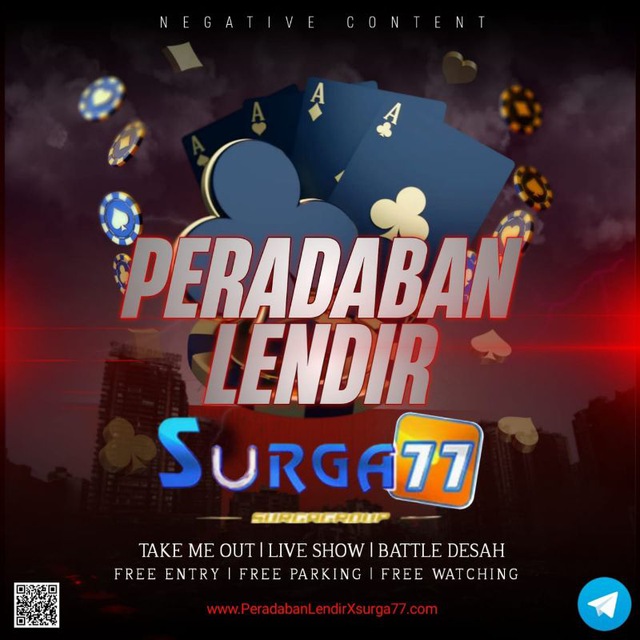 NEGATIVE CONTENT
A
A
A
A
PERADABAN
LENDIR
SURGA77
SURGAGROUP
TAKE ME OUT | LIVE SHOW | BATTLE DESAH
FREE ENTRY | FREE PARKING | FREE WATCHING
www.PeradabanLendirXsurga77.com